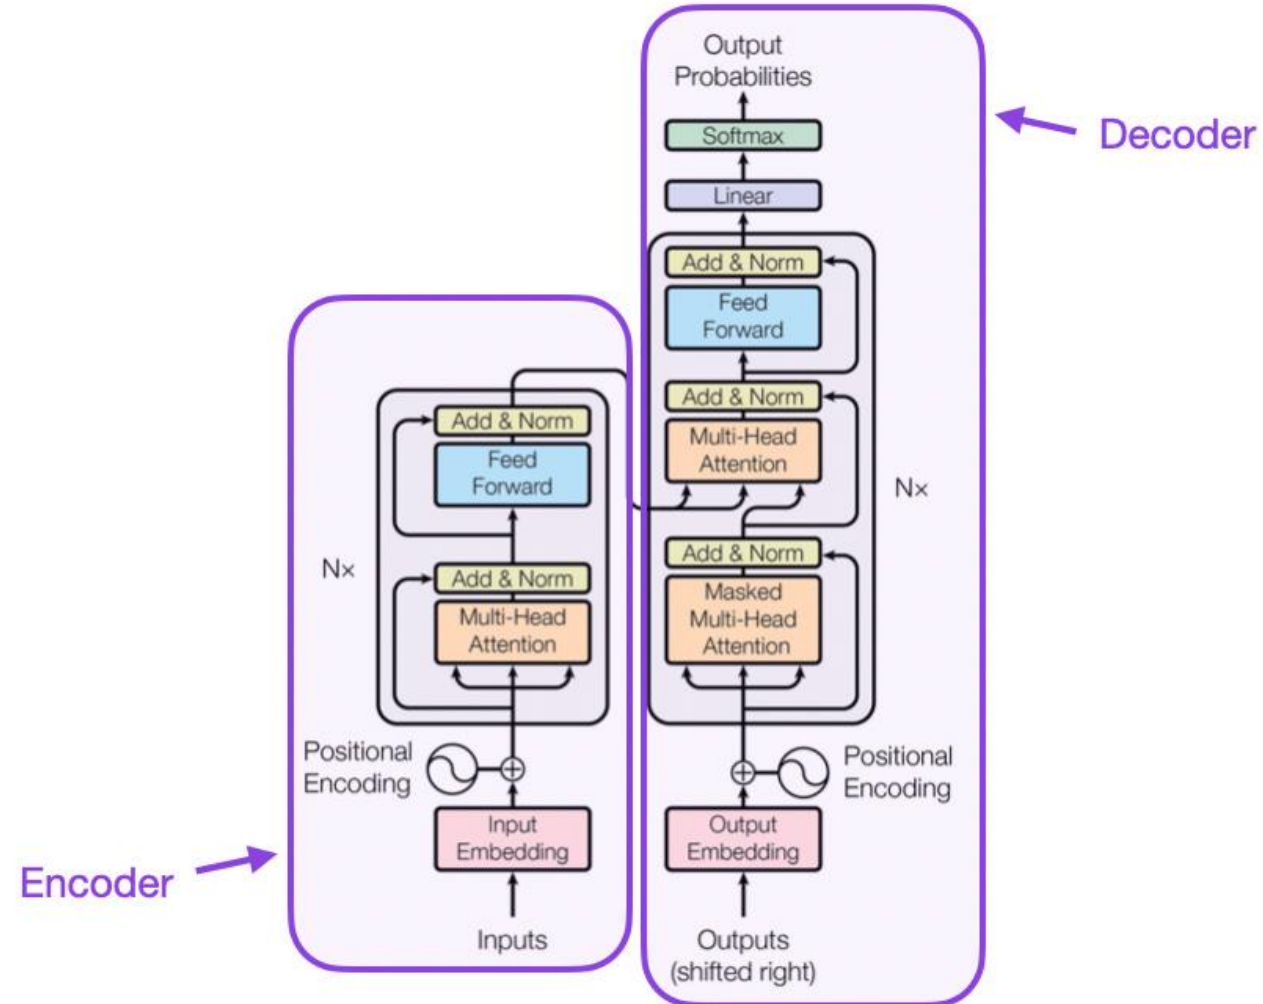 Output
Probabilities
Softmax
Linear
Add & Norm
Feed
Forward
Add & Norm
Multi-Head
Attention
Nx
Add & Norm
Masked
Multi-Head
Attention
Positional
Encoding
Output
Embedding
Outputs
(shifted right)
Decoder
Add & Norm
Feed
Forward
Nx
Add & Norm
Multi-Head
Attention
Positional
Encoding
Input
Embedding
Inputs
Encoder